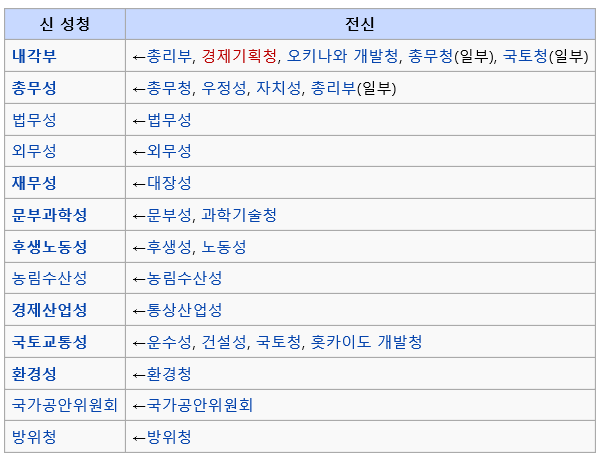 신 성청 전신
내각부 ←총리부, 경제기획청, 오키나와 개발청, 총무청(일부), 국토청(일부)
총무성 ←총무청, 우정성, 자치성, 총리부(일부)
법무성 ←법무성
외무성 ←외무성
재무성 ←대장성
문부과학성 ←문부성, 과학기술청
후생노동성 ←후생성, 노동성
농림수산성 ←농림수산성
경제산업성 ←통상산업성
국토교통성 ←운수성, 건설성, 국토청, 홋카이도 개발청
환경성 ←환경청
국가공안위원회 ←국가공안위원회
방위청 ←방위청